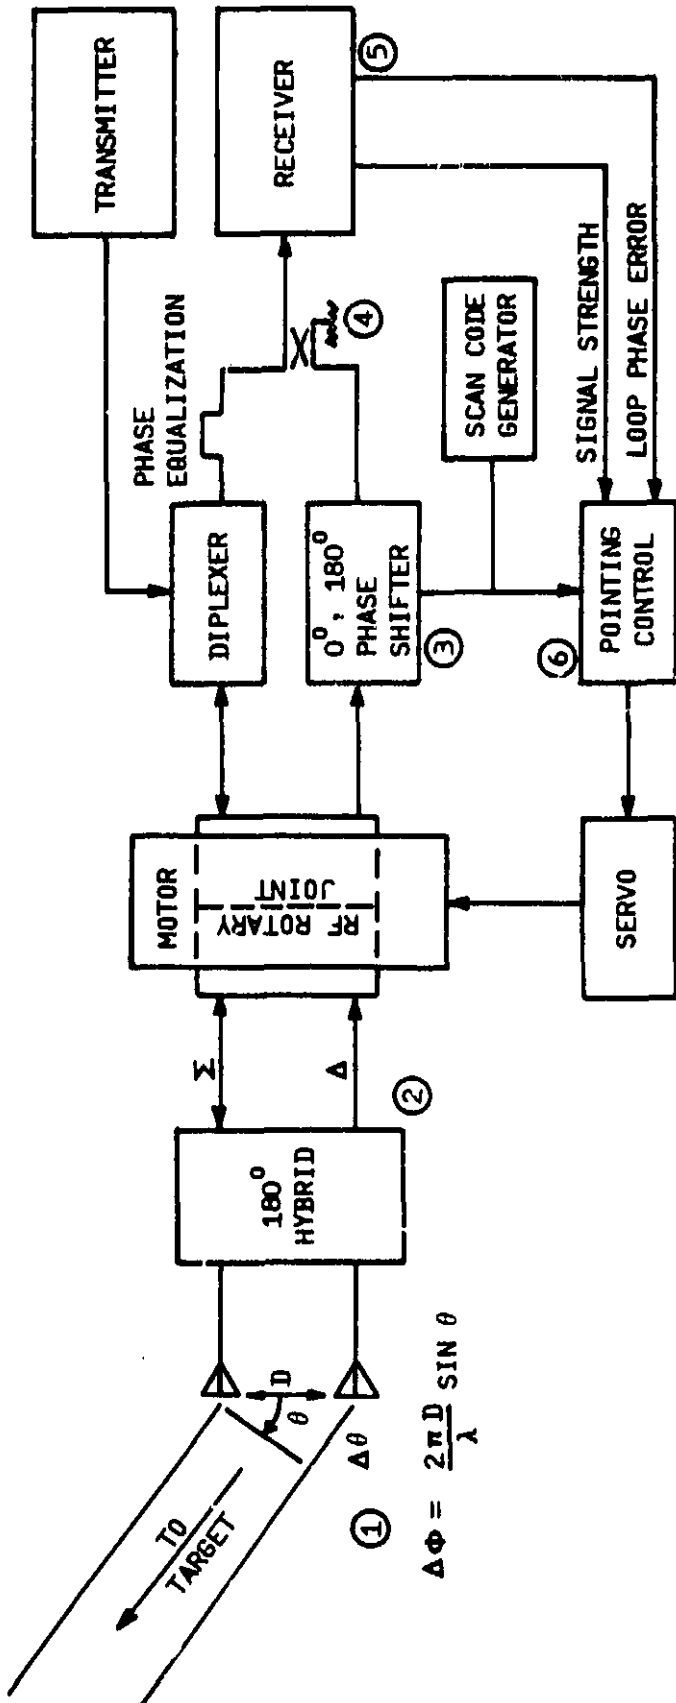 TRANSMITTER
RECEIVER
5
PHASE
EQUALIZATION
4
DIPLEXER
0°, 180°
PHASE
SHIFTER
3
SCAN CODE
GENERATOR
SIGNAL STRENGTH
LOOP PHASE ERROR
6
POINTING
CONTROL
MOTOR
RF ROTARY
JOINT
SERVO
Σ
Δ
2
180°
HYBRID
D
θ
Δθ
TO
TARGET
1
ΔΦ = 2πD/λ SIN θ